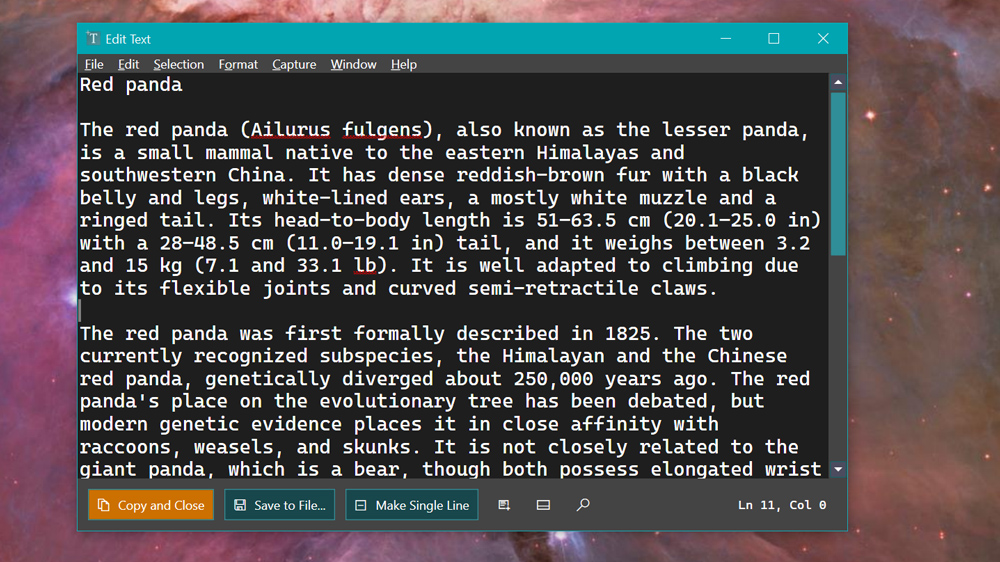 Edit Text
File Edit Selection Format Capture Window Help
Red panda
The red panda (Ailurus fulgens), also known as the lesser panda,
is a small mammal native to the eastern Himalayas and
southwestern China. It has dense reddish-brown fur with a black
belly and legs, white-lined ears, a mostly white muzzle and a
ringed tail. Its head-to-body length is 51–63.5 cm (20.1–25.0 in)
with a 28–48.5 cm (11.0–19.1 in) tail, and it weighs between 3.2
and 15 kg (7.1 and 33.1 lb). It is well adapted to climbing due
to its flexible joints and curved semi-retractile claws.
The red panda was first formally described in 1825. The two
currently recognized subspecies, the Himalayan and the Chinese
red panda, genetically diverged about 250,000 years ago. The red
panda's place on the evolutionary tree has been debated, but
modern genetic evidence places it in close affinity with
raccoons, weasels, and skunks. It is not closely related to the
giant panda, which is a bear, though both possess elongated wrist
Copy and Close Save to File... Make Single Line Ln 11, Col 0